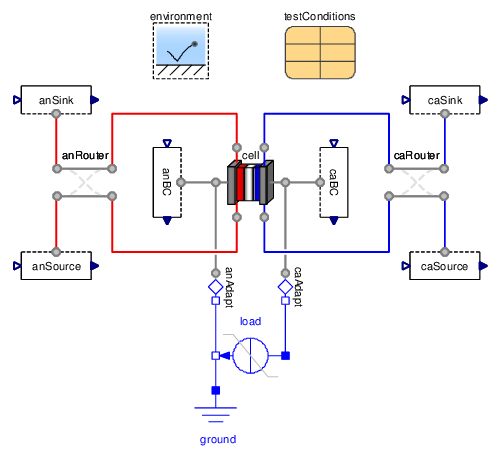 environment
testConditions
anSink
caSink
anRouter
cell
caRouter
anBC
caBC
anSource
caSource
anAdapt
caAdapt
load
ground